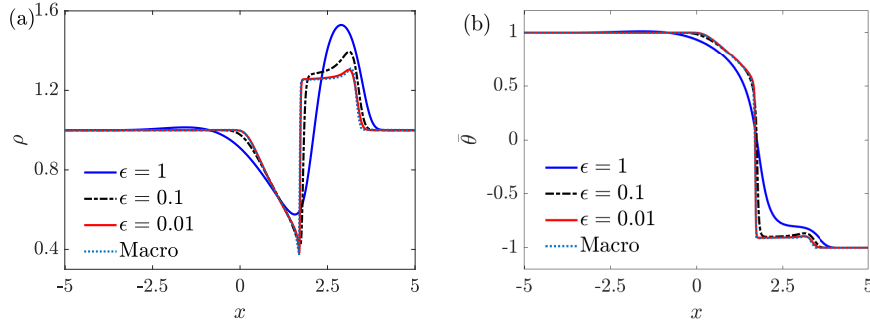 (a)
1.6
1.2
0.8
0.4
ρ
ϵ = 1
ϵ = 0.1
ϵ = 0.01
Macro
-5 -2.5 0 2.5 5
x
(b)
1
0.5
0
-0.5
-1
θ̄
ϵ = 1
ϵ = 0.1
ϵ = 0.01
Macro
-5 -2.5 0 2.5 5
x